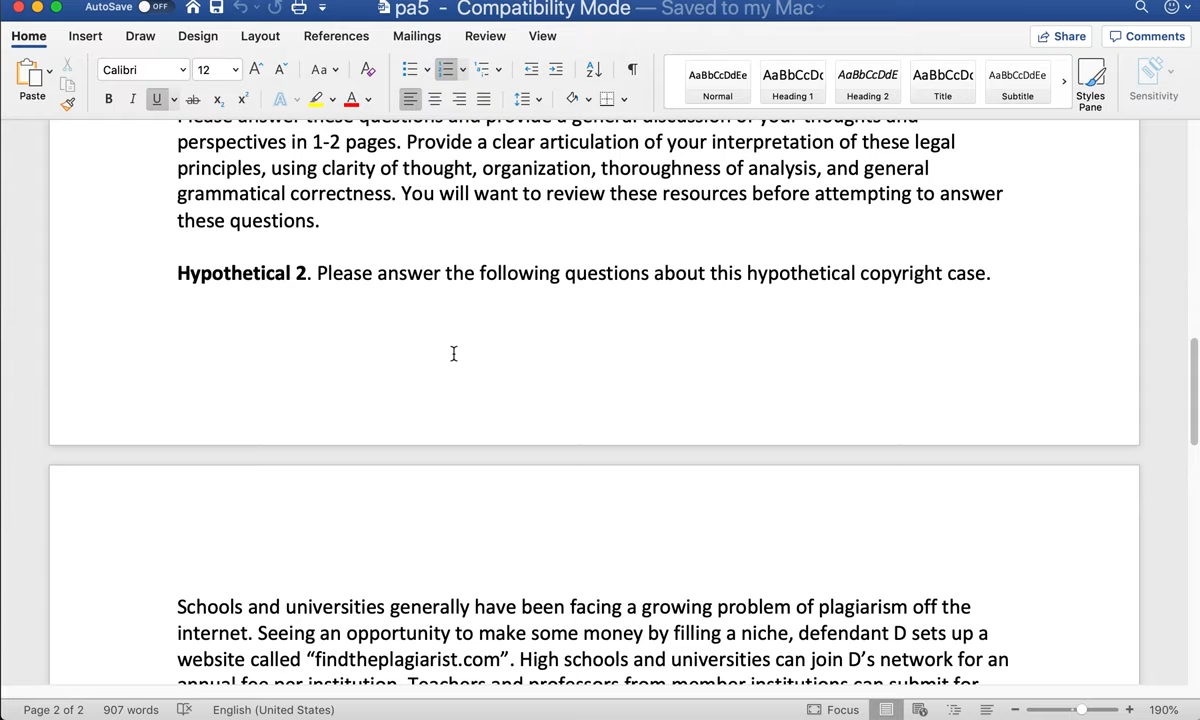 AutoSave OFF pa5 - Compatibility Mode — Saved to my Mac
Home Insert Draw Design Layout References Mailings Review View Share Comments
Paste Calibri 12 Aa AaBbCcDdEe AaBbCcDc AaBbCcDdE AaBbCcDc AaBbCcDdEe Styles Pane Sensitivity
B I U ab x2 x2 A A Normal Heading 1 Heading 2 Title Subtitle
Please answer these questions and provide a general discussion of your thoughts and
perspectives in 1-2 pages. Provide a clear articulation of your interpretation of these legal
principles, using clarity of thought, organization, thoroughness of analysis, and general
grammatical correctness. You will want to review these resources before attempting to answer
these questions.
Hypothetical 2. Please answer the following questions about this hypothetical copyright case.
Schools and universities generally have been facing a growing problem of plagiarism off the
internet. Seeing an opportunity to make some money by filling a niche, defendant D sets up a
website called “findtheplagiarist.com”. High schools and universities can join D’s network for an
annual fee per institution. Teachers and professors from member institutions can submit for
Page 2 of 2 907 words English (United States) Focus 190%